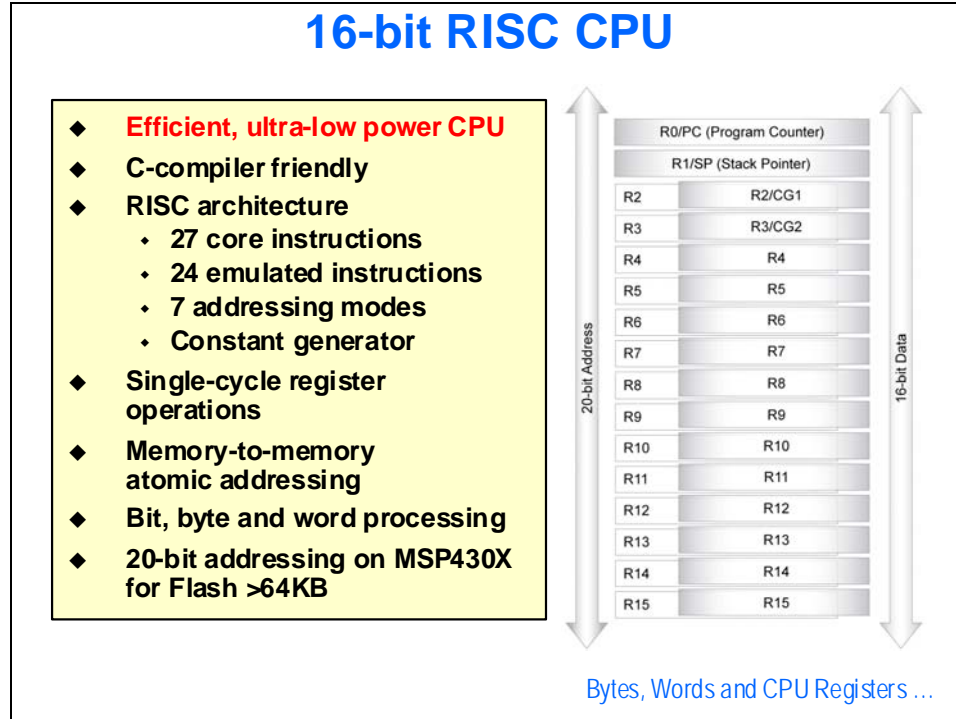 16-bit RISC CPU
Efficient, ultra-low power CPU
C-compiler friendly
RISC architecture
27 core instructions
24 emulated instructions
7 addressing modes
Constant generator
Single-cycle register
operations
Memory-to-memory
atomic addressing
Bit, byte and word processing
20-bit addressing on MSP430X
for Flash >64KB
20-bit Address
R0/PC (Program Counter)
R1/SP (Stack Pointer)
R2 R2/CG1
R3 R3/CG2
R4 R4
R5 R5
R6 R6
R7 R7
R8 R8
R9 R9
R10 R10
R11 R11
R12 R12
R13 R13
R14 R14
R15 R15
16-bit Data
Bytes, Words and CPU Registers …